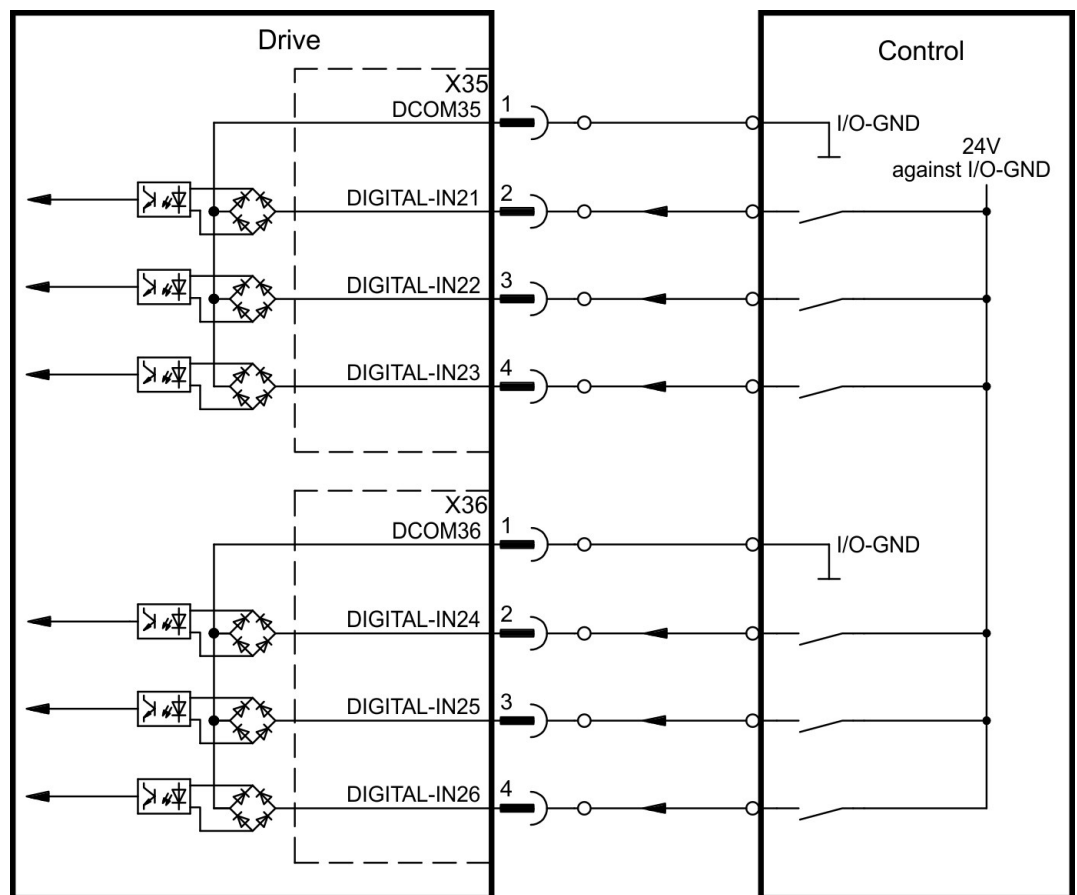 Drive
Control
X35
DCOM35 1
I/O-GND
24V
against I/O-GND
DIGITAL-IN21 2
DIGITAL-IN22 3
DIGITAL-IN23 4
X36
DCOM36 1
I/O-GND
DIGITAL-IN24 2
DIGITAL-IN25 3
DIGITAL-IN26 4